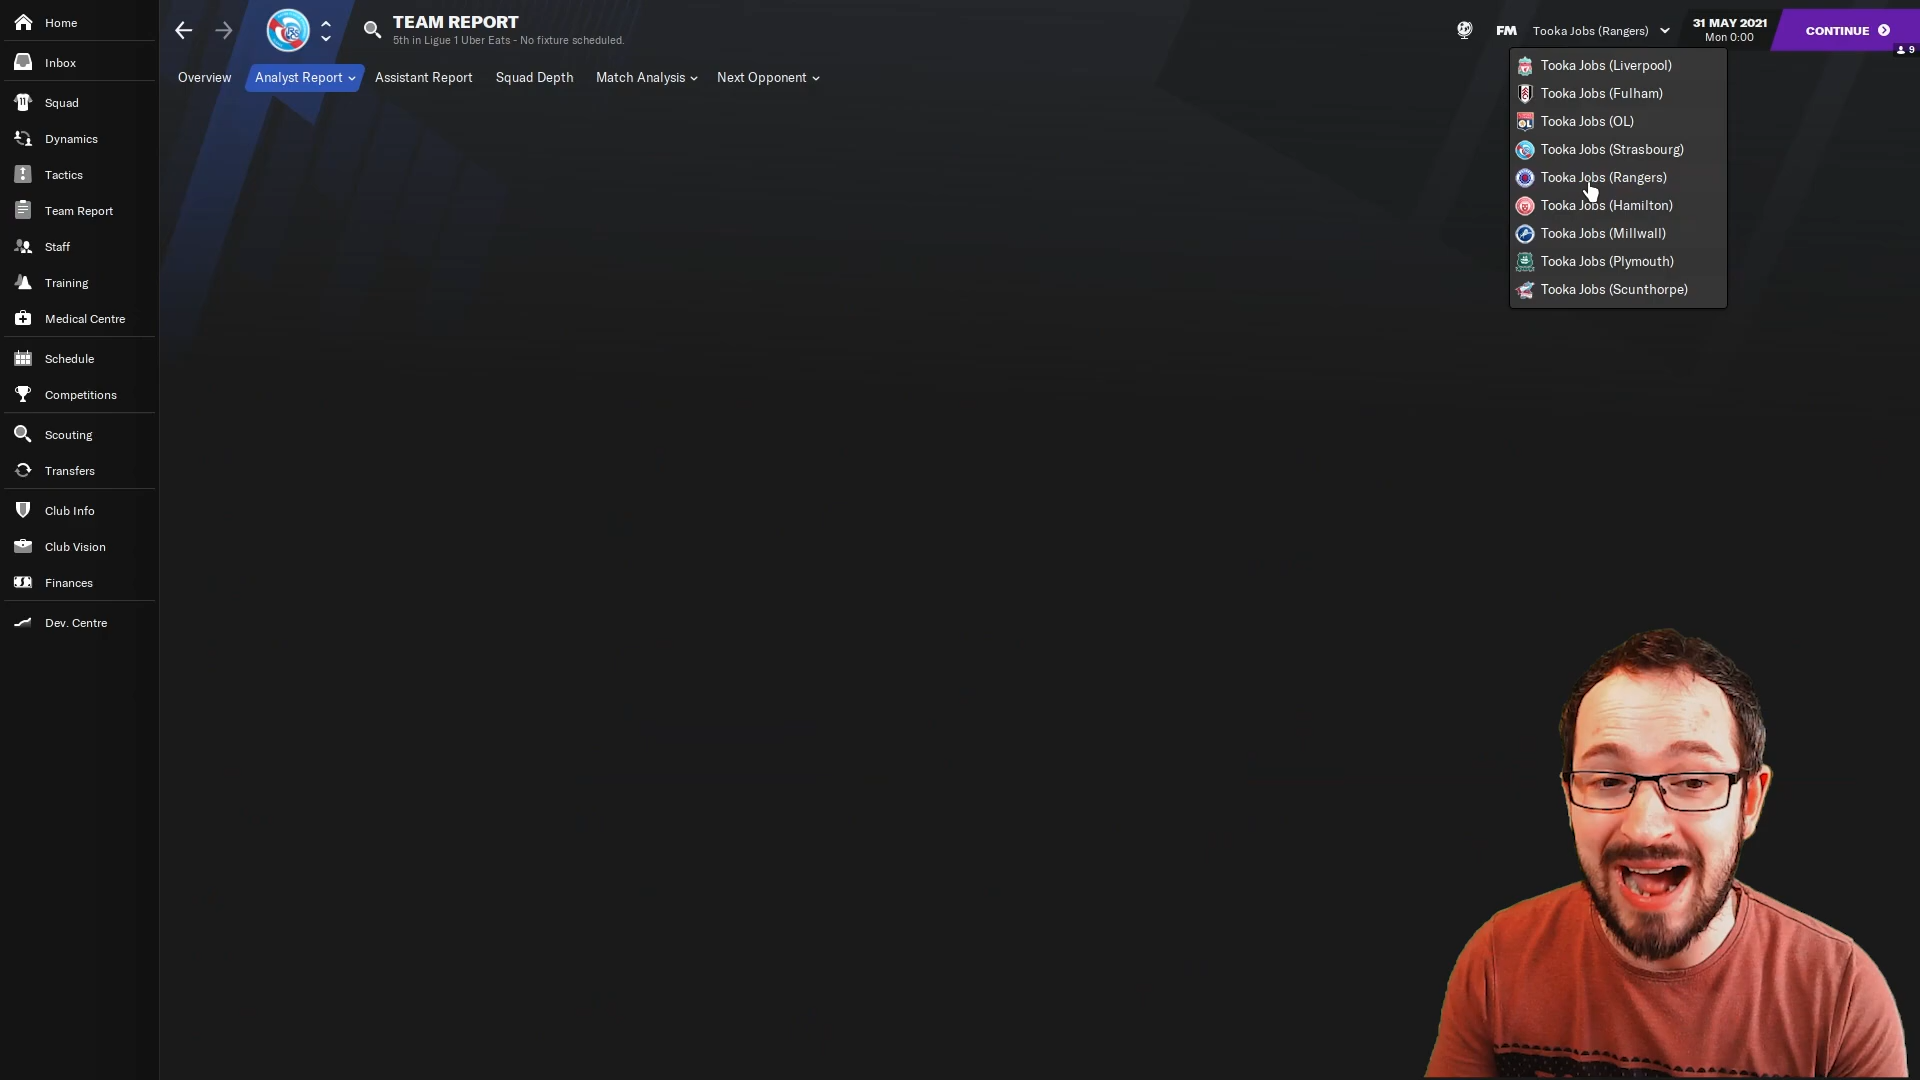 Home
Inbox
Squad
Dynamics
Tactics
Team Report
Staff
Training
Medical Centre
Schedule
Competitions
Scouting
Transfers
Club Info
Club Vision
Finances
Dev. Centre
TEAM REPORT
5th in Ligue 1 Uber Eats - No fixture scheduled.
Overview
Analyst Report
Assistant Report
Squad Depth
Match Analysis
Next Opponent
FM
Tooka Jobs (Rangers)
31 MAY 2021
Mon 0:00
CONTINUE
9
Tooka Jobs (Liverpool)
Tooka Jobs (Fulham)
Tooka Jobs (OL)
Tooka Jobs (Strasbourg)
Tooka Jobs (Rangers)
Tooka Jobs (Hamilton)
Tooka Jobs (Millwall)
Tooka Jobs (Plymouth)
Tooka Jobs (Scunthorpe)